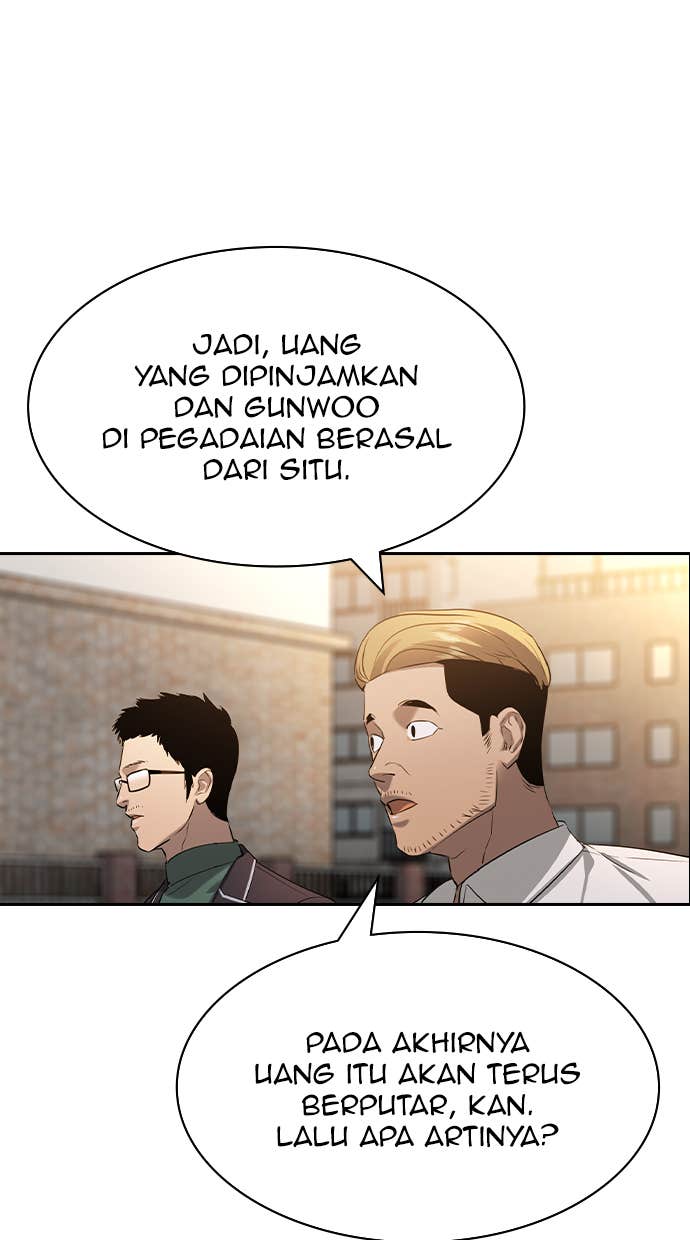 JADI, UANG
YANG DIPINJAMKAN
DAN GUNWOO
DI PEGADAIAN BERASAL
DARI SITU.
PADA AKHIRNYA
UANG ITU AKAN TERUS
BERPUTAR, KAN.
LALU APA ARTINYA?